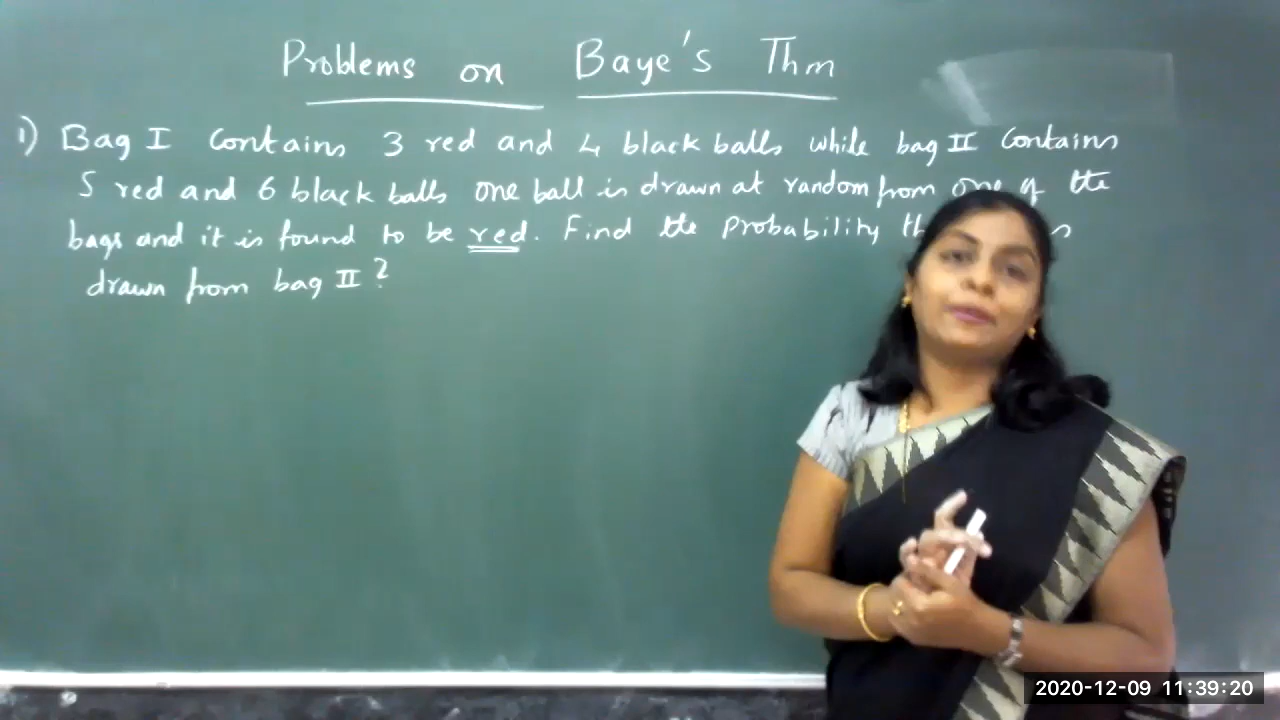 Problems on Baye's Thm
1) Bag I Contains 3 red and 4 black balls while bag II Contains
5 red and 6 black balls one ball is drawn at random from one of the
bags and it is found to be red. Find the Probability
drawn from bag II ?
2020-12-09 11:39:20